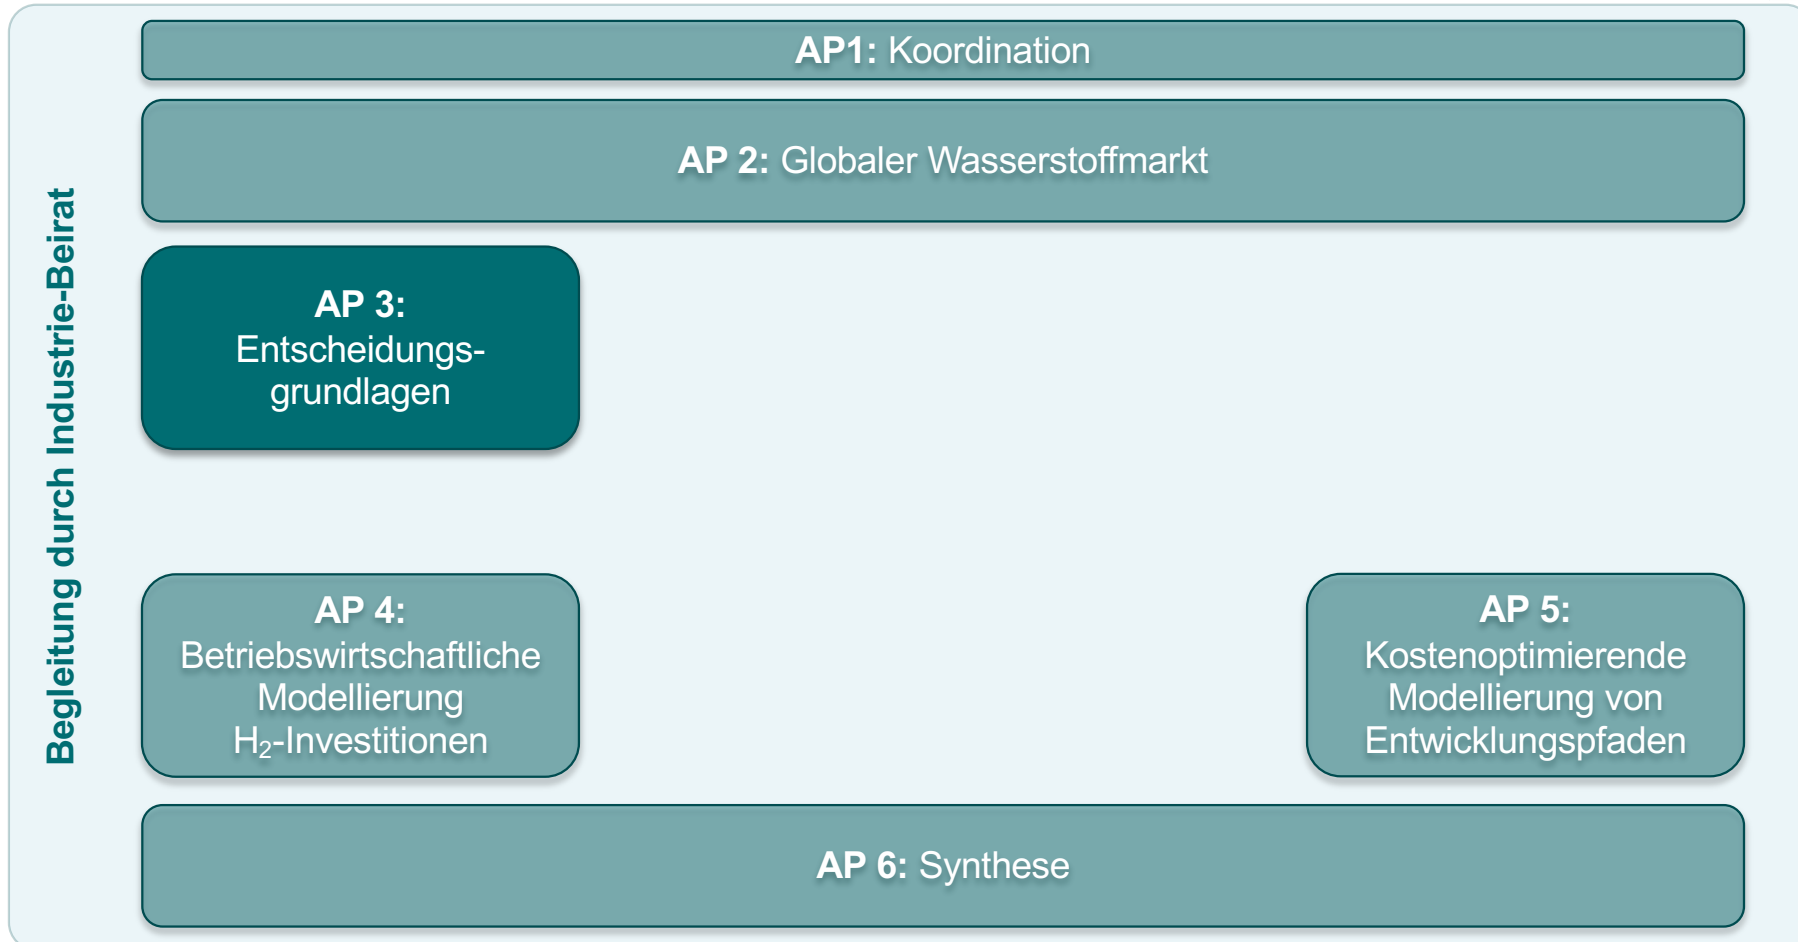 Begleitung durch Industrie-Beirat
AP1: Koordination
AP 2: Globaler Wasserstoffmarkt
AP 3:
Entscheidungs-
grundlagen
AP 4:
Betriebswirtschaftliche
Modellierung
H₂-Investitionen
AP 5:
Kostenoptimierende
Modellierung von
Entwicklungspfaden
AP 6: Synthese